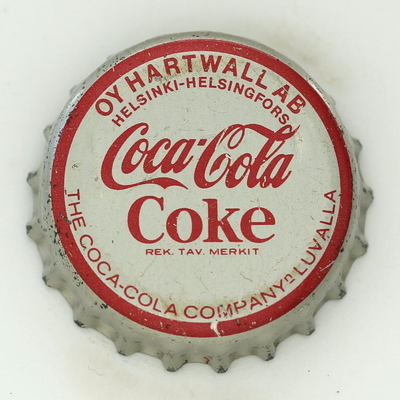 OY HARTWALL AB
HELSINKI-HELSINGFORS
Coca-Cola
Coke
REK. TAV. MERKIT
THE COCA-COLA COMPANY:N LUVALLA